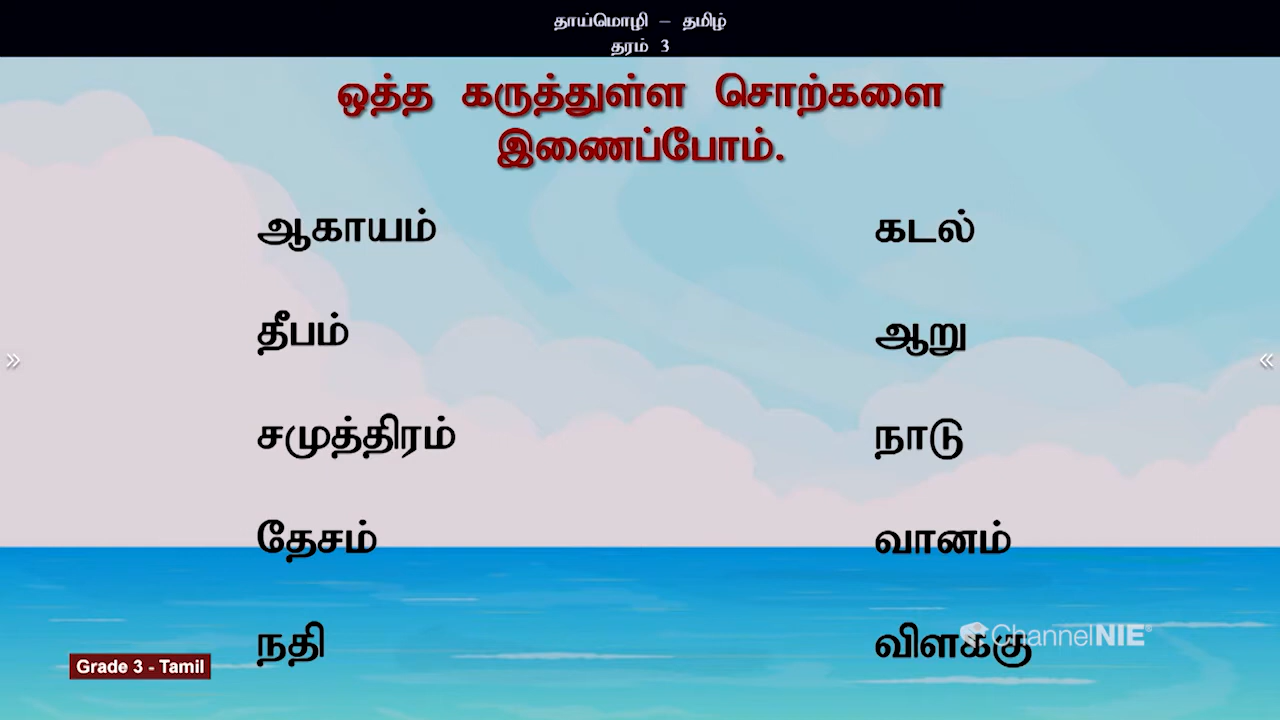 தாய்மொழி – தமிழ்
தரம் 3
ஒத்த கருத்துள்ள சொற்களை
இணைப்போம்.
ஆகாயம் கடல்
தீபம் ஆறு
சமுத்திரம் நாடு
தேசம் வானம்
நதி விளக்கு
ChannelNIE
Grade 3 - Tamil